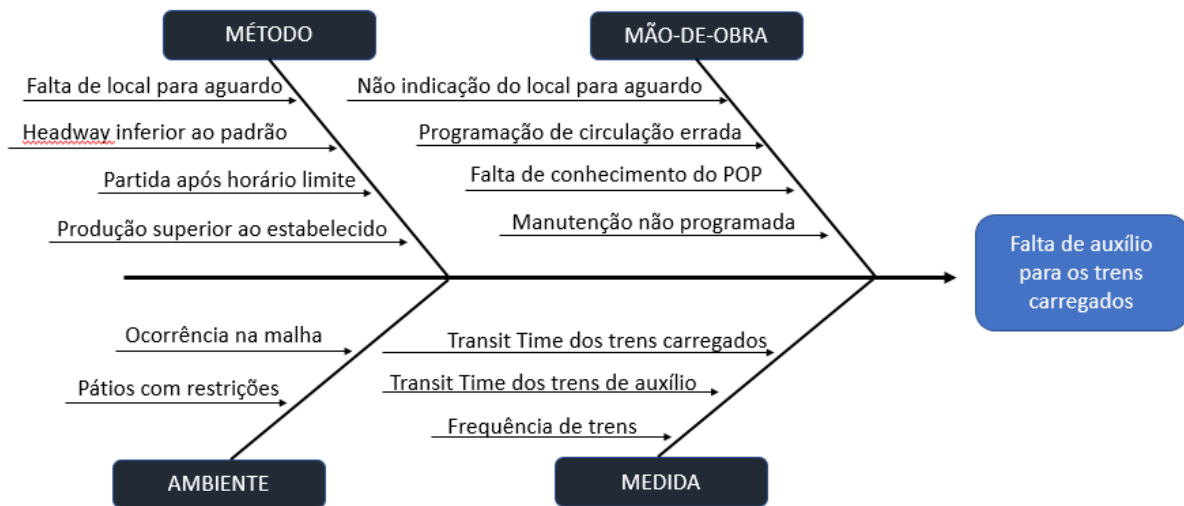 MÉTODO
Falta de local para aguardo
Headway inferior ao padrão
Partida após horário limite
Produção superior ao estabelecido
MÃO-DE-OBRA
Não indicação do local para aguardo
Programação de circulação errada
Falta de conhecimento do POP
Manutenção não programada
Falta de auxílio
para os trens
carregados
Ocorrência na malha
Pátios com restrições
AMBIENTE
Transit Time dos trens carregados
Transit Time dos trens de auxílio
Frequência de trens
MEDIDA